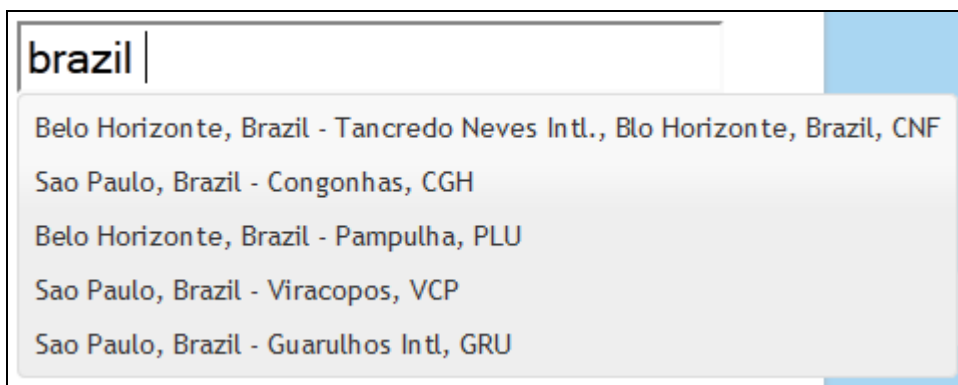 brazil
Belo Horizonte, Brazil - Tancredo Neves Intl., Blo Horizonte, Brazil, CNF
Sao Paulo, Brazil - Congonhas, CGH
Belo Horizonte, Brazil - Pampulha, PLU
Sao Paulo, Brazil - Viracopos, VCP
Sao Paulo, Brazil - Guarulhos Intl, GRU